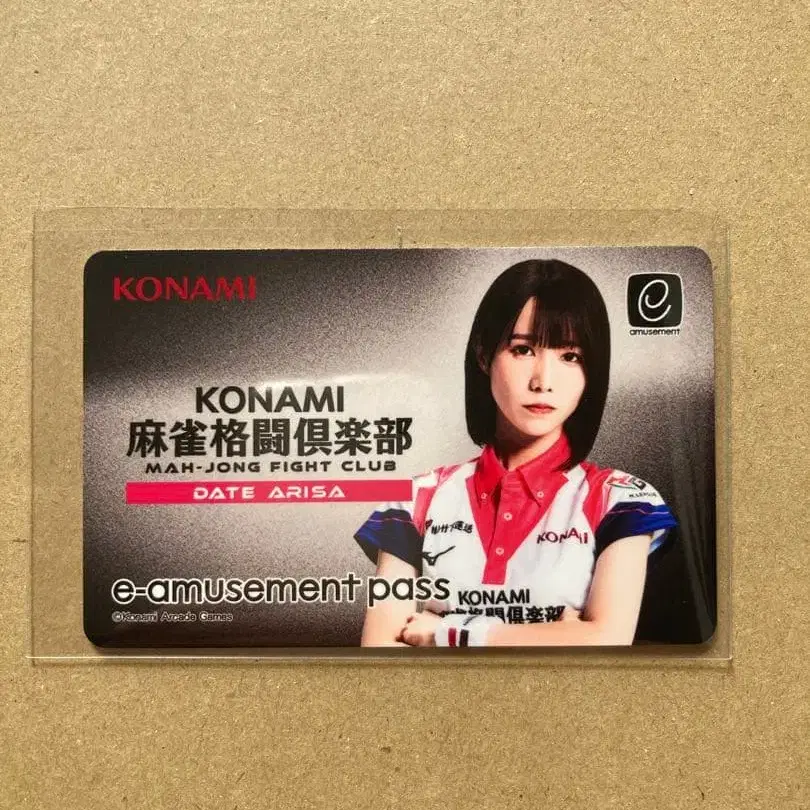 KONAMI
e
amusement
KONAMI
麻雀格闘倶楽部
MAH-JONG FIGHT CLUB
DATE ARISA
M.LEAGUE
KONAMI
KONAMI
麻雀格闘倶楽部
e-amusement pass
©Konami Arcade Games